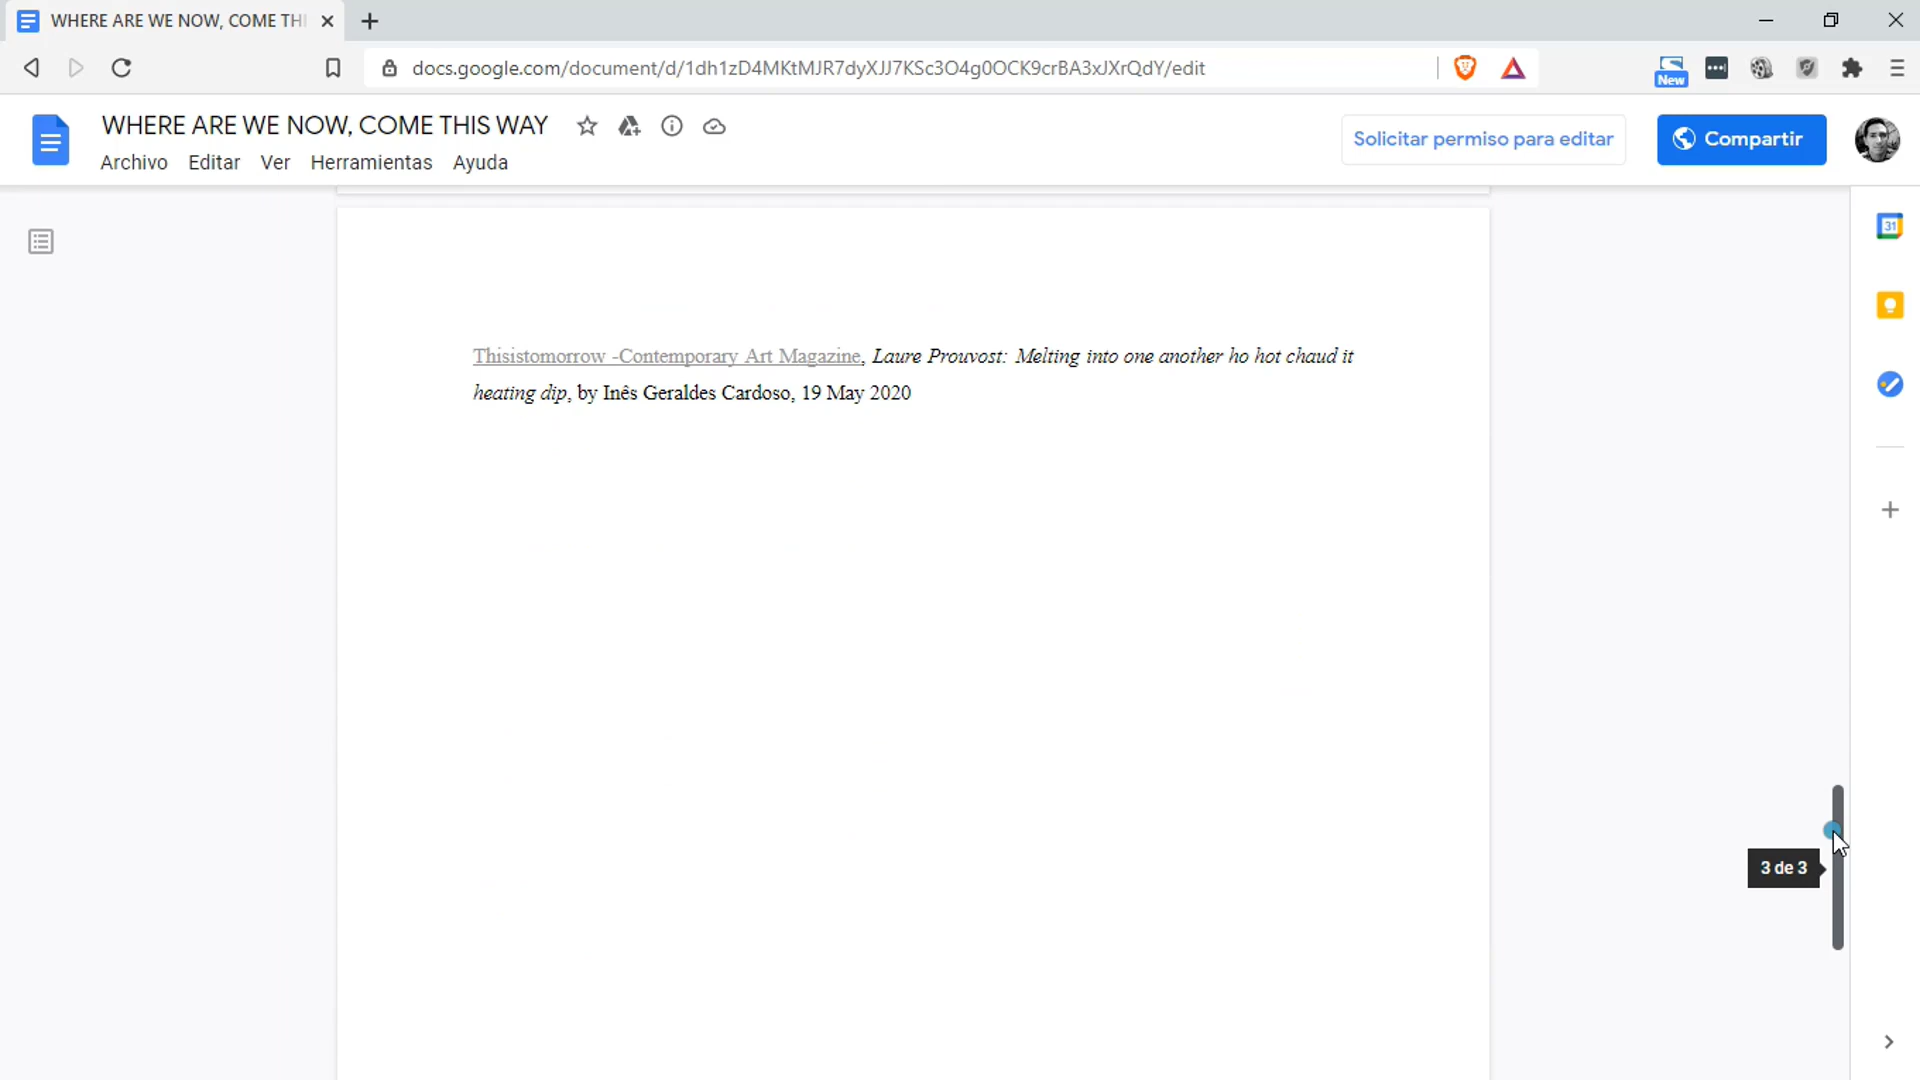 WHERE ARE WE NOW, COME THI
docs.google.com/document/d/1dh1zD4MKtMJR7dyXJJ7KSc3O4g0OCK9crBA3xJXrQdY/edit
New
WHERE ARE WE NOW, COME THIS WAY
Solicitar permiso para editar
Compartir
Archivo Editar Ver Herramientas Ayuda
31
Thisistomorrow -Contemporary Art Magazine, Laure Prouvost: Melting into one another ho hot chaud it
heating dip, by Inês Geraldes Cardoso, 19 May 2020
3 de 3